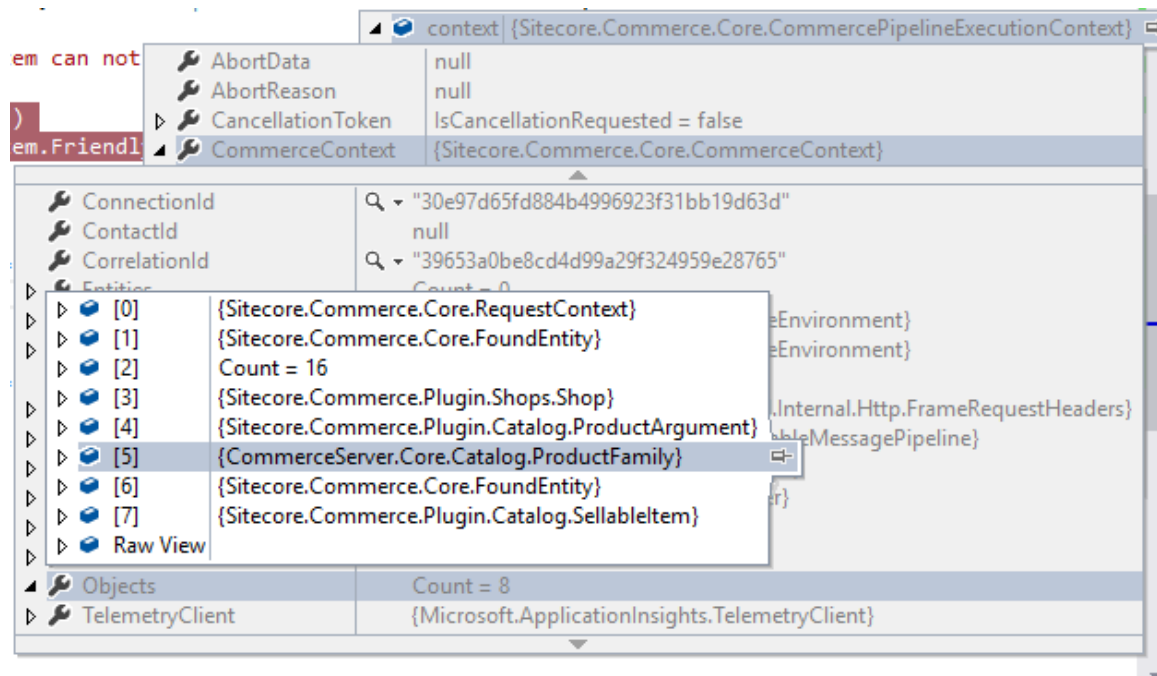 context {Sitecore.Commerce.Core.CommercePipelineExecutionContext}
em can not
AbortData null
AbortReason null
) CancellationToken IsCancellationRequested = false
em.Friendl CommerceContext {Sitecore.Commerce.Core.CommerceContext}
ConnectionId "30e97d65fd884b4996923f31bb19d63d"
ContactId null
CorrelationId "39653a0be8cd4d99a29f324959e28765"
Entities Count = 0
[0] {Sitecore.Commerce.Core.RequestContext}
eEnvironment}
[1] {Sitecore.Commerce.Core.FoundEntity}
eEnvironment}
[2] Count = 16
[3] {Sitecore.Commerce.Plugin.Shops.Shop}
.Internal.Http.FrameRequestHeaders}
[4] {Sitecore.Commerce.Plugin.Catalog.ProductArgument}
bleMessagePipeline}
[5] {CommerceServer.Core.Catalog.ProductFamily}
[6] {Sitecore.Commerce.Core.FoundEntity}
r}
[7] {Sitecore.Commerce.Plugin.Catalog.SellableItem}
Raw View
Objects Count = 8
TelemetryClient {Microsoft.ApplicationInsights.TelemetryClient}